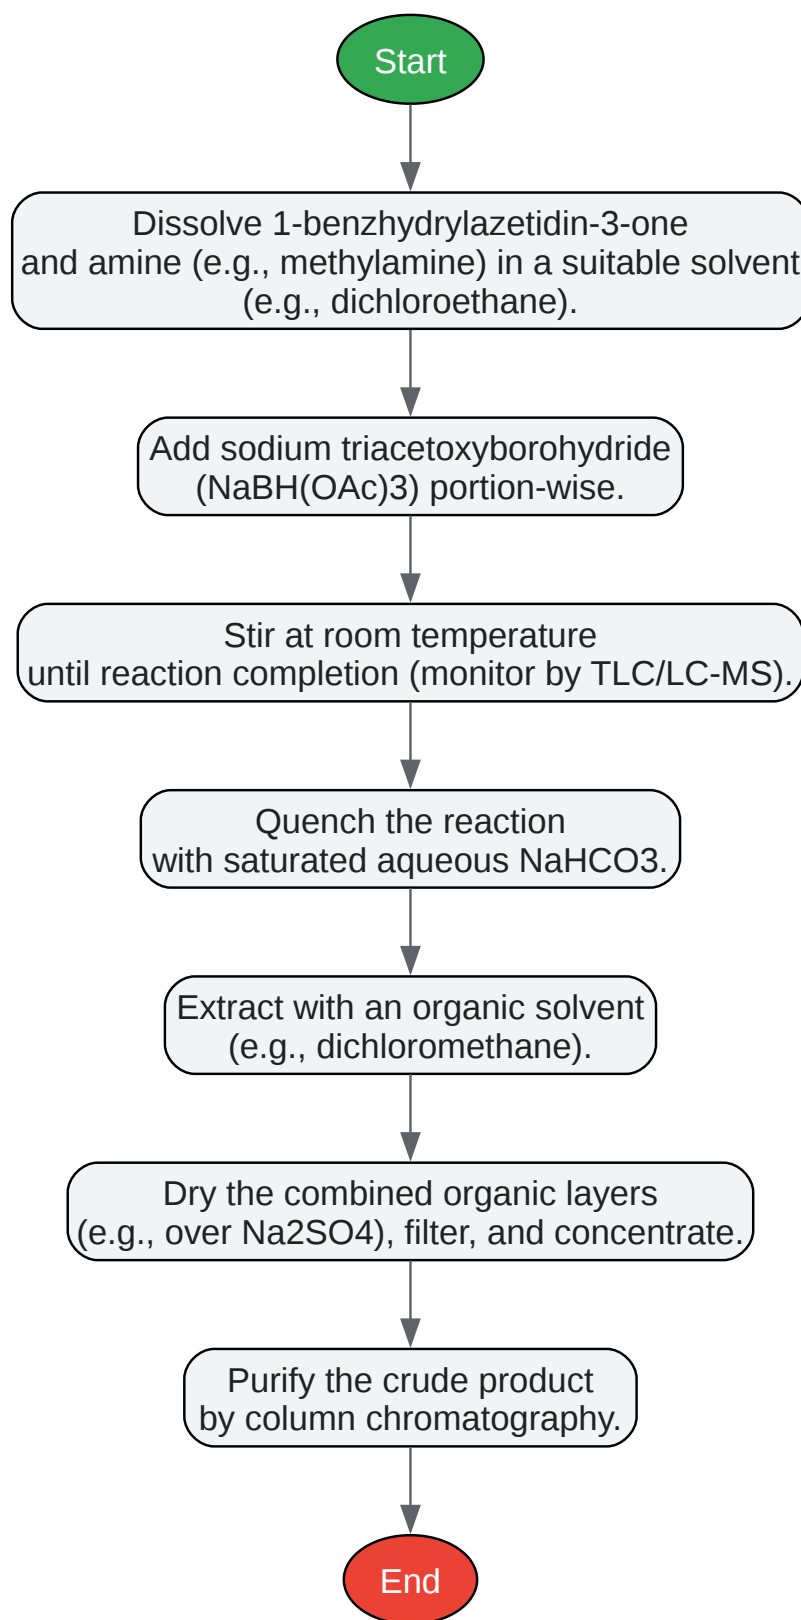 Start
Dissolve 1-benzhydrylazetidin-3-one
and amine (e.g., methylamine) in a suitable solvent
(e.g., dichloroethane).
Add sodium triacetoxyborohydride
(NaBH(OAc)3) portion-wise.
Stir at room temperature
until reaction completion (monitor by TLC/LC-MS).
Quench the reaction
with saturated aqueous NaHCO3.
Extract with an organic solvent
(e.g., dichloromethane).
Dry the combined organic layers
(e.g., over Na2SO4), filter, and concentrate.
Purify the crude product
by column chromatography.
End